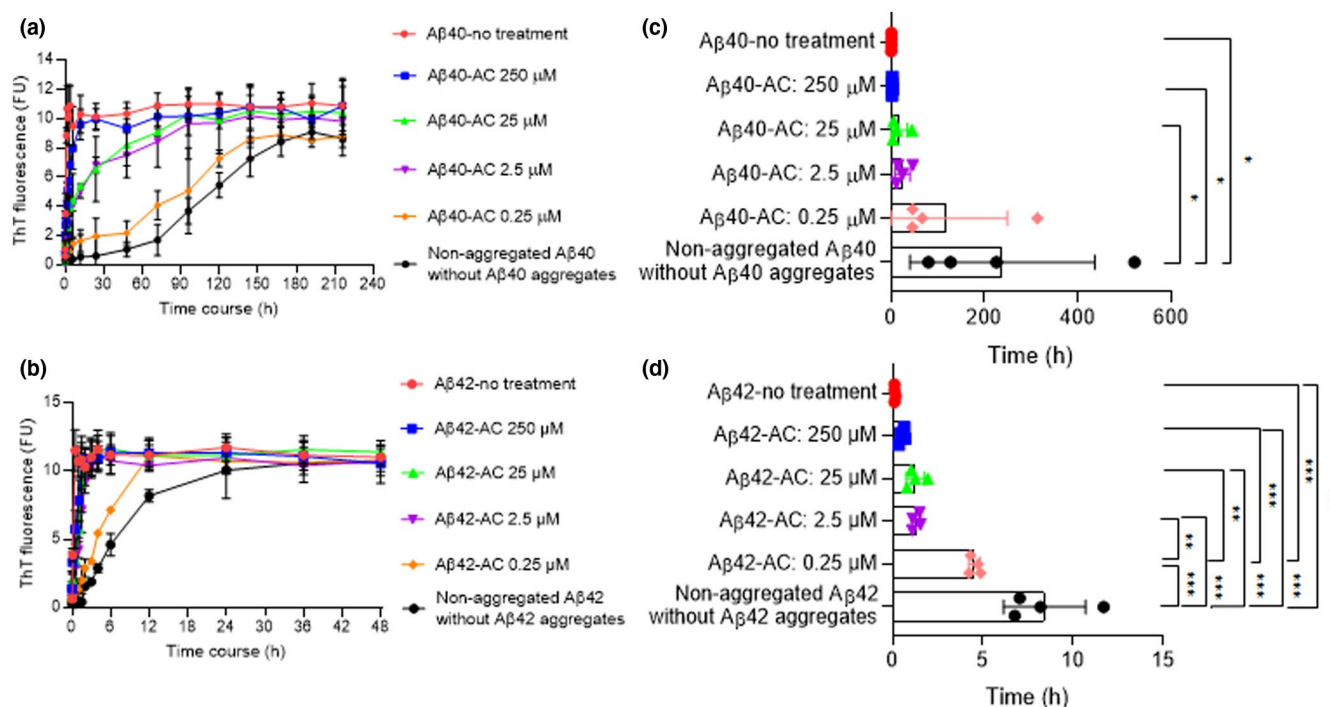 (a)
ThT fluorescence (FU)
14
12
10
8
6
4
2
0
0 30 60 90 120 150 180 210 240
Time course (h)
Aβ40-no treatment
Aβ40-AC 250 μM
Aβ40-AC 25 μM
Aβ40-AC 2.5 μM
Aβ40-AC 0.25 μM
Non-aggregated Aβ40
without Aβ40 aggregates
(c)
Aβ40-no treatment
Aβ40-AC: 250 μM
Aβ40-AC: 25 μM
Aβ40-AC: 2.5 μM
Aβ40-AC: 0.25 μM
Non-aggregated Aβ40
without Aβ40 aggregates
0 200 400 600
Time (h)
* * *
(b)
ThT fluorescence (FU)
15
10
5
0
0 6 12 18 24 30 36 42 48
Time course (h)
Aβ42-no treatment
Aβ42-AC 250 μM
Aβ42-AC 25 μM
Aβ42-AC 2.5 μM
Aβ42-AC 0.25 μM
Non-aggregated Aβ42
without Aβ42 aggregates
(d)
Aβ42-no treatment
Aβ42-AC: 250 μM
Aβ42-AC: 25 μM
Aβ42-AC: 2.5 μM
Aβ42-AC: 0.25 μM
Non-aggregated Aβ42
without Aβ42 aggregates
0 5 10 15
Time (h)
** ** *** ***
*** *** *** *** ***